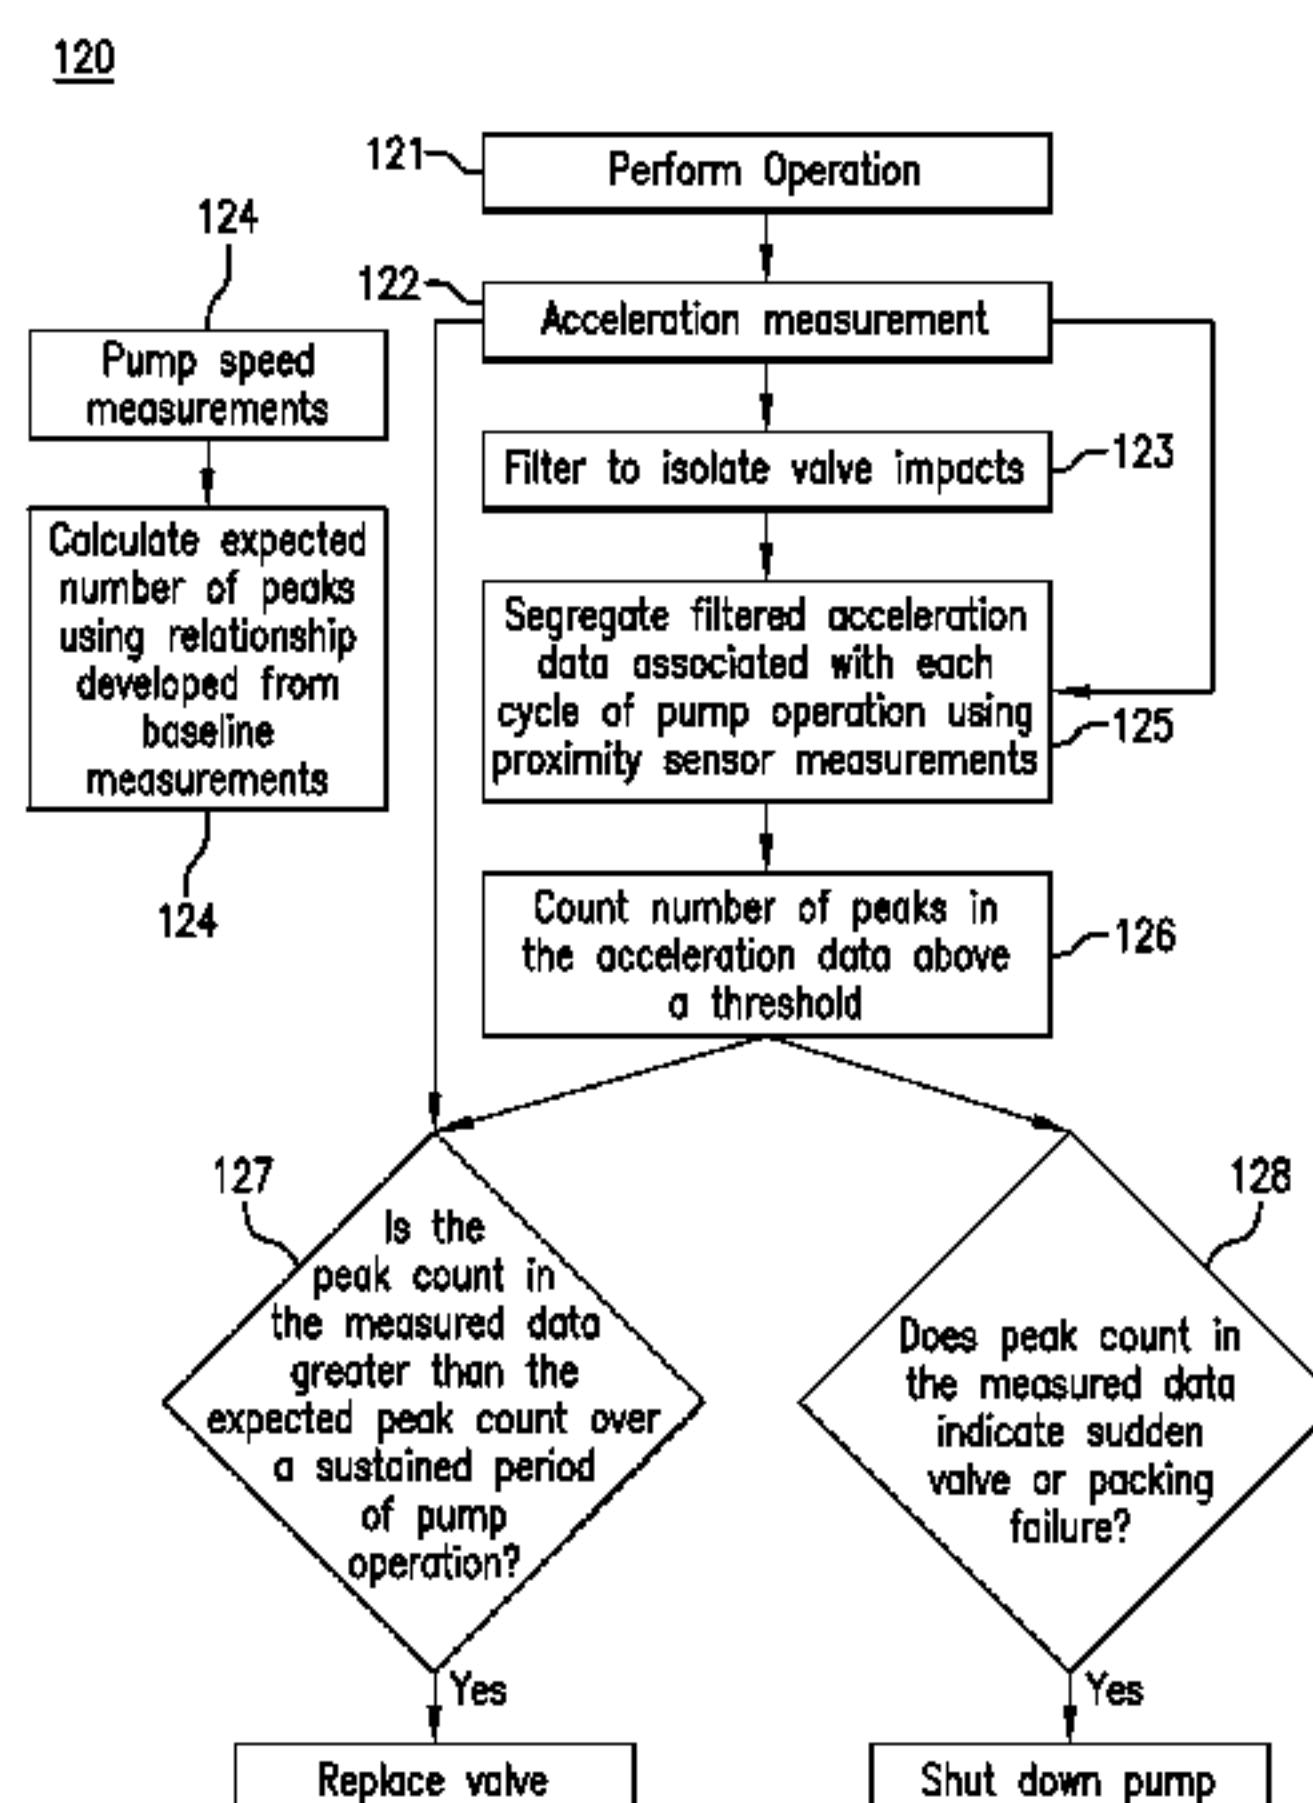 120
121
Perform Operation
124
122
Acceleration measurement
Pump speed
measurements
Filter to isolate valve impacts
123
Calculate expected
number of peaks
using relationship
developed from
baseline
measurements
124
Segregate filtered acceleration
data associated with each
cycle of pump operation using
proximity sensor measurements
125
Count number of peaks in
the acceleration data above
a threshold
126
127
Is the
peak count in
the measured data
greater than the
expected peak count over
a sustained period
of pump
operation?
128
Does peak count in
the measured data
indicate sudden
valve or packing
failure?
Yes
Yes
Replace valve
Shut down pump